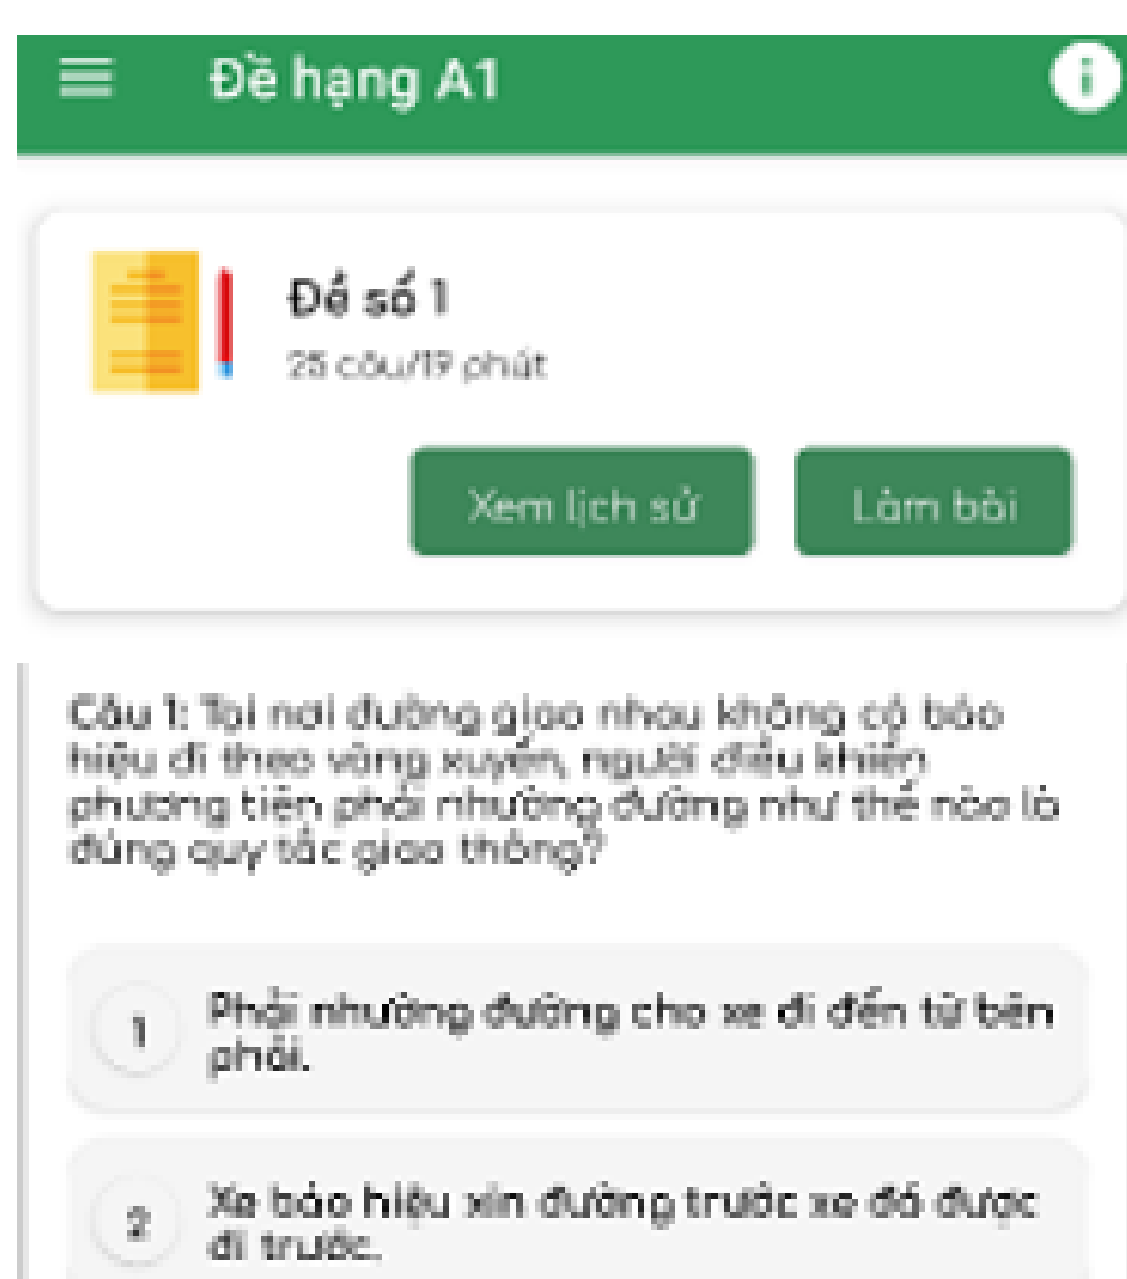 Đề hạng A1
Đề số 1
25 câu/19 phút
Xem lịch sử
Làm bài
Câu 1: Tại nơi đường giao nhau không có báo
hiệu đi theo vòng xuyến, người điều khiển
phương tiện phải nhường đường như thế nào là
đúng quy tắc giao thông?
1
Phải nhường đường cho xe đi đến từ bên
phải.
2
Xe báo hiệu xin đường trước xe đó được
đi trước.